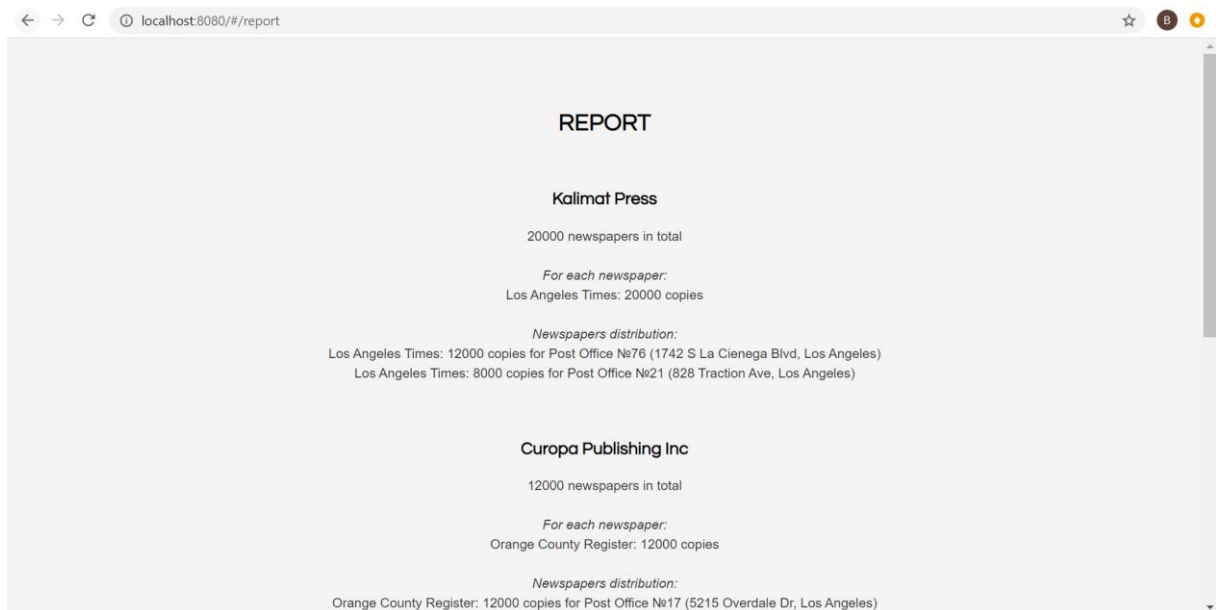 localhost:8080/#/report
B
REPORT
Kalimat Press
20000 newspapers in total
For each newspaper:
Los Angeles Times: 20000 copies
Newspapers distribution:
Los Angeles Times: 12000 copies for Post Office №76 (1742 S La Cienega Blvd, Los Angeles)
Los Angeles Times: 8000 copies for Post Office №21 (828 Traction Ave, Los Angeles)
Curopa Publishing Inc
12000 newspapers in total
For each newspaper:
Orange County Register: 12000 copies
Newspapers distribution:
Orange County Register: 12000 copies for Post Office №17 (5215 Overdale Dr, Los Angeles)